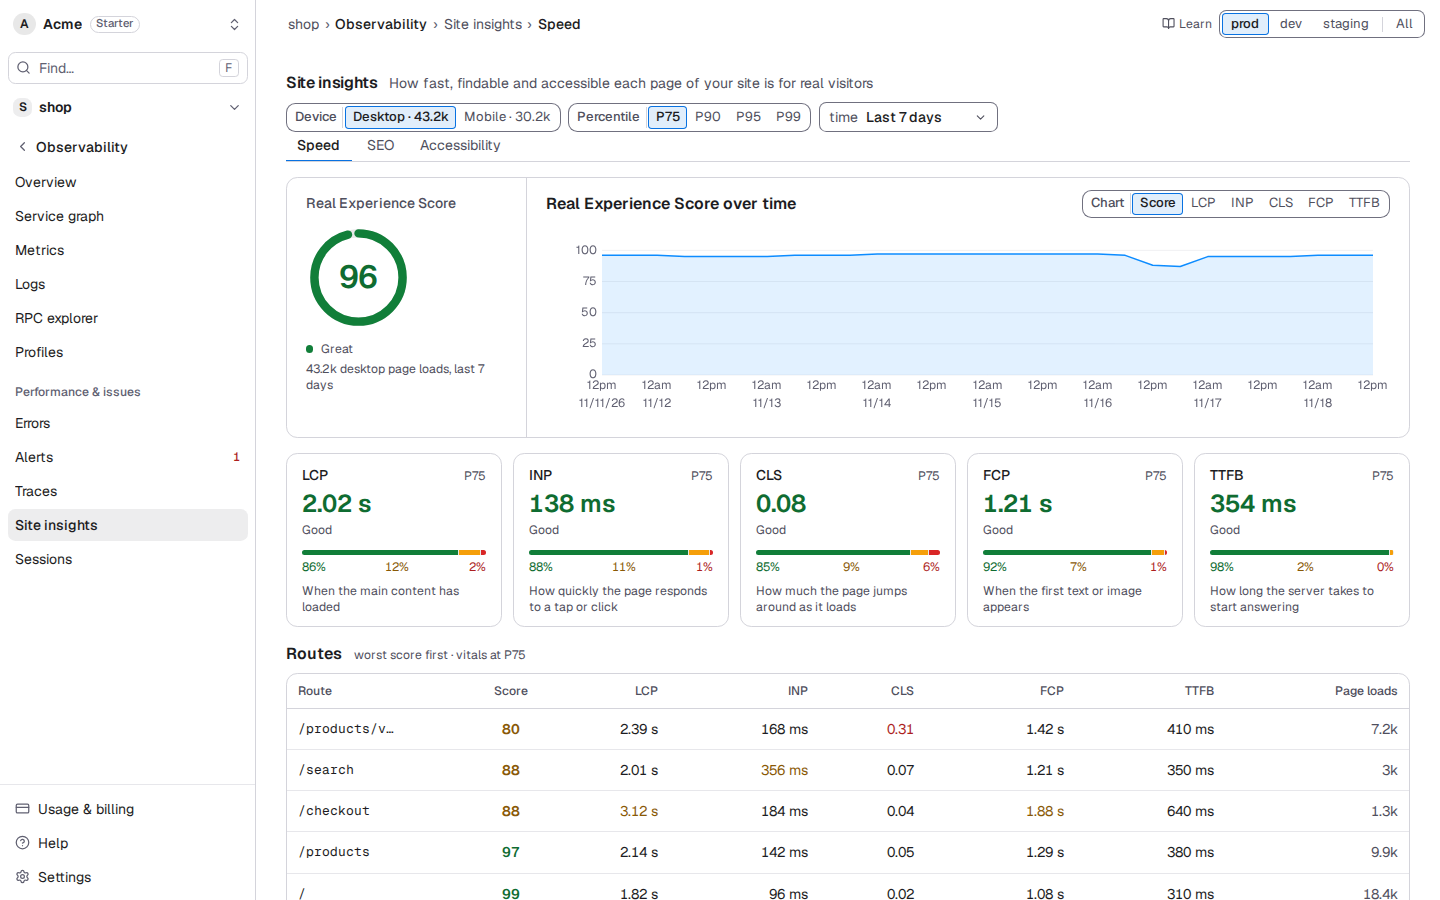 A Acme Starter
Find... F
S shop
Observability
Overview
Service graph
Metrics
Logs
RPC explorer
Profiles
Performance & issues
Errors
Alerts 1
Traces
Site insights
Sessions
Usage & billing
Help
Settings
shop › Observability › Site insights › Speed
Learn prod dev staging All
Site insights How fast, findable and accessible each page of your site is for real visitors
Device Desktop · 43.2k Mobile · 30.2k Percentile P75 P90 P95 P99 time Last 7 days
Speed SEO Accessibility
Real Experience Score
96
Great
43.2k desktop page loads, last 7
days
Real Experience Score over time
Chart Score LCP INP CLS FCP TTFB
100
75
50
25
0
12pm 12am 12pm 12am 12pm 12am 12pm 12am 12pm 12am 12pm 12am 12pm 12am 12pm
11/11/26 11/12 11/13 11/14 11/15 11/16 11/17 11/18
LCP P75
2.02 s
Good
86% 12% 2%
When the main content has
loaded
INP P75
138 ms
Good
88% 11% 1%
How quickly the page responds
to a tap or click
CLS P75
0.08
Good
85% 9% 6%
How much the page jumps
around as it loads
FCP P75
1.21 s
Good
92% 7% 1%
When the first text or image
appears
TTFB P75
354 ms
Good
98% 2% 0%
How long the server takes to
start answering
Routes worst score first · vitals at P75
Route Score LCP INP CLS FCP TTFB Page loads
/products/v… 80 2.39 s 168 ms 0.31 1.42 s 410 ms 7.2k
/search 88 2.01 s 356 ms 0.07 1.21 s 350 ms 3k
/checkout 88 3.12 s 184 ms 0.04 1.88 s 640 ms 1.3k
/products 97 2.14 s 142 ms 0.05 1.29 s 380 ms 9.9k
/ 99 1.82 s 96 ms 0.02 1.08 s 310 ms 18.4k